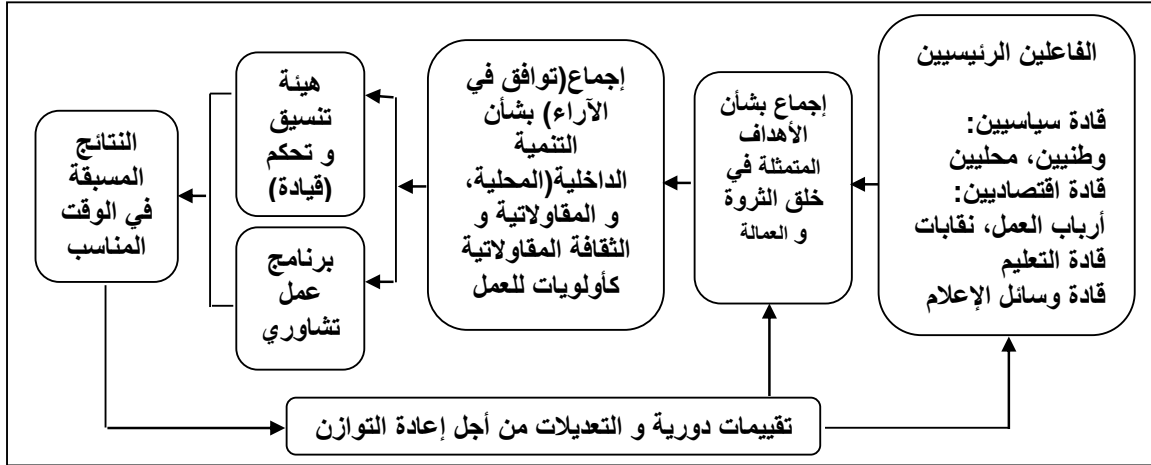 الفاعلين الرئيسيين
قادة سياسيين:
وطنيين، محليين
قادة اقتصاديين:
أرباب العمل، نقابات
قادة التعليم
قادة وسائل الإعلام
إجماع بشأن
الأهداف
المتمثلة في
خلق الثروة
و العمالة
إجماع(توافق في
الآراء) بشأن
التنمية
الداخلية(المحلية،
و المقاولاتية و
الثقافة المقاولاتية
كأولويات للعمل
هيئة
تنسيق
و تحكم
(قيادة)
برنامج
عمل
تشاوري
النتائج
المسبقة
في الوقت
المناسب
تقييمات دورية و التعديلات من أجل إعادة التوازن